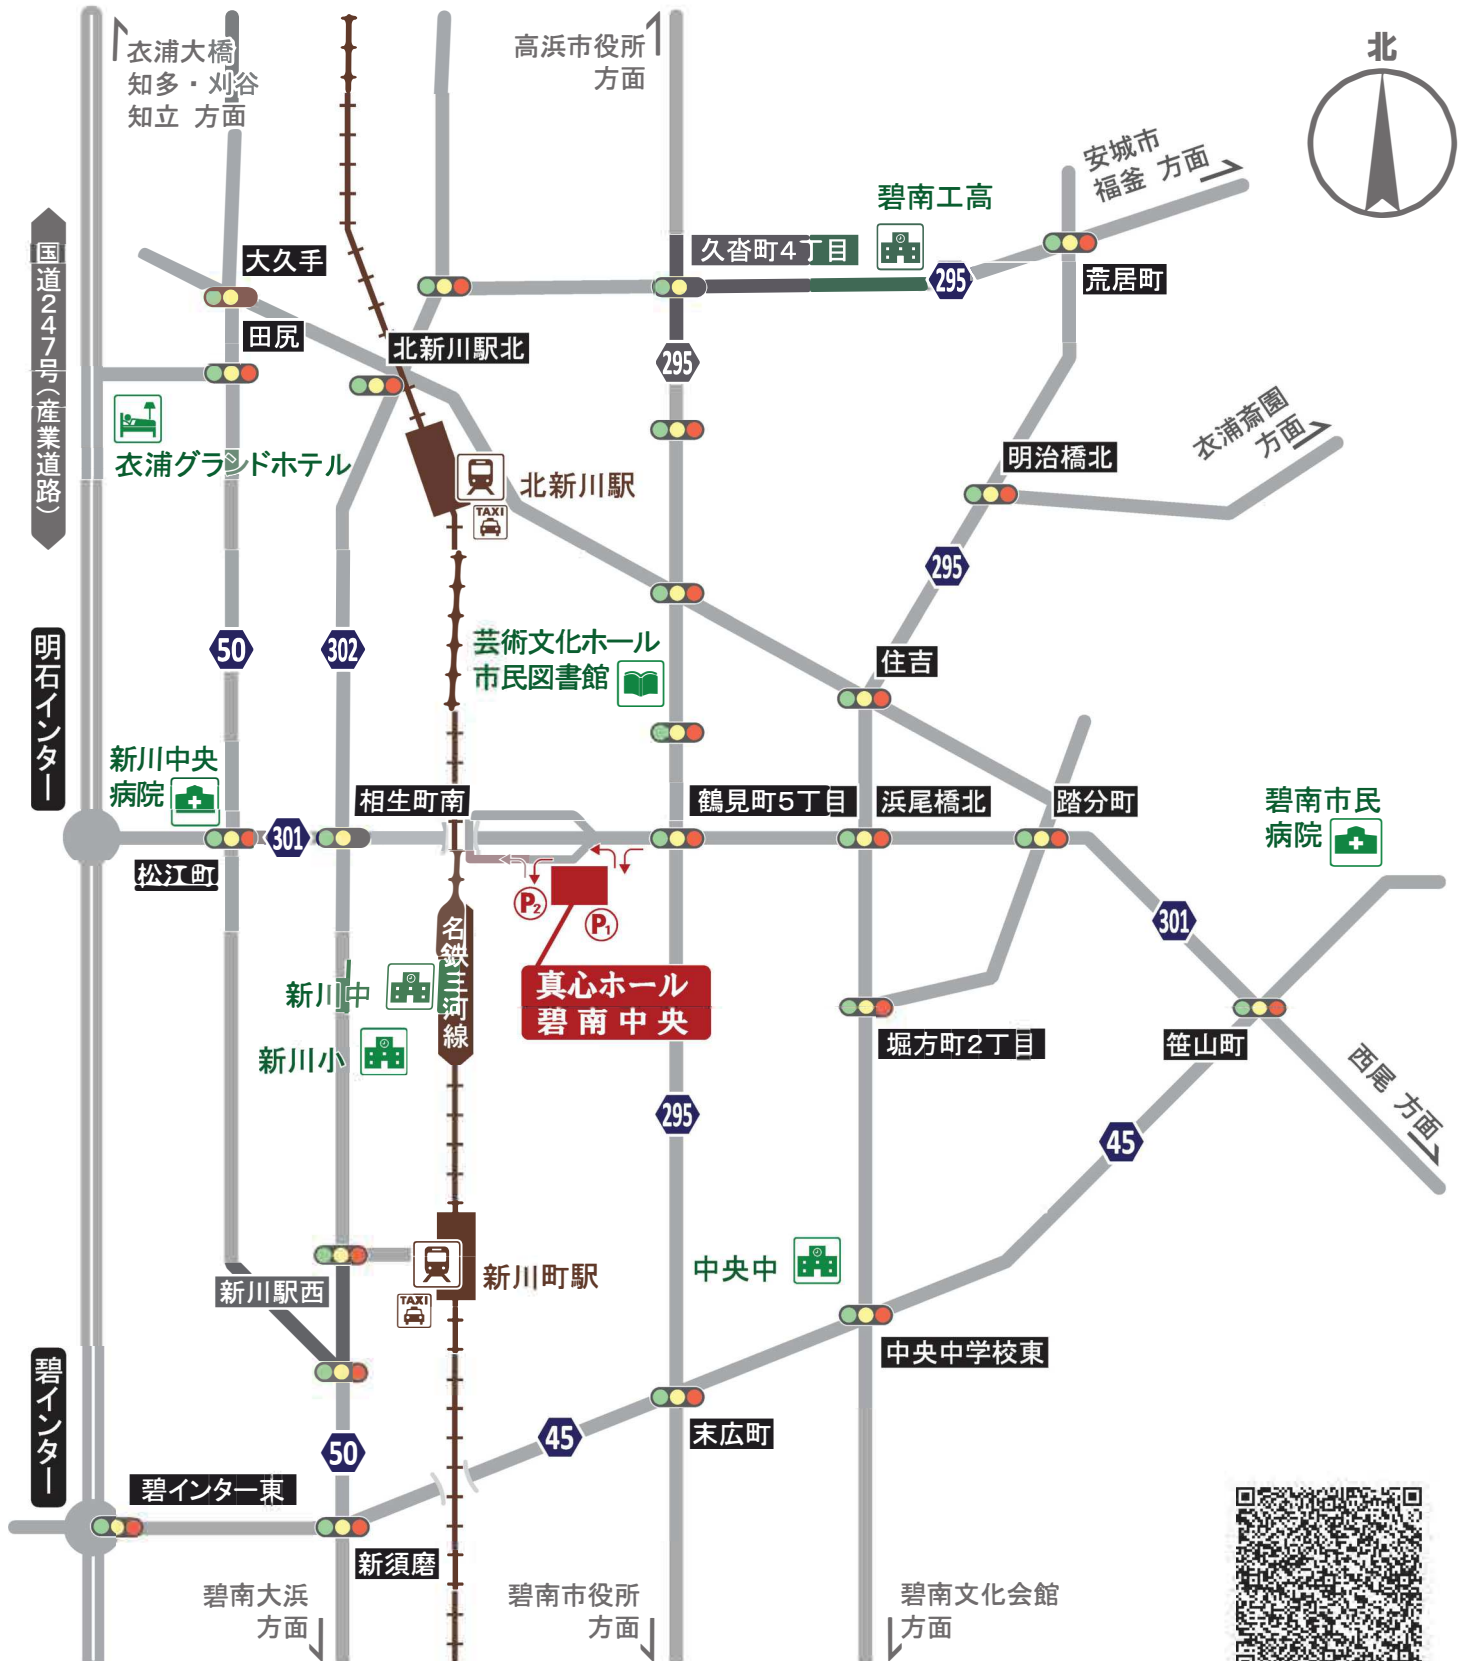 衣浦大橋
知多・刈谷
知立 方面
高浜市役所
方面
北
安城市
福釜 方面
碧南工高
久沓町4丁目
295
荒居町
大久手
国道247号(産業道路)
田尻
北新川駅北
295
衣浦グランドホテル
北新川駅
TAXI
明治橋北
衣浦斎園
方面
295
50
302
芸術文化ホール
市民図書館
住吉
明石インター
新川中央
病院
相生町南
鶴見町5丁目
浜尾橋北
踏分町
碧南市民
病院
301
松江町
P2
P1
301
名鉄三河線
真心ホール
碧南中央
新川中
新川小
堀方町2丁目
笹山町
西尾 方面
295
45
新川駅西
新川町駅
TAXI
中央中
中央中学校東
碧インター
50
45
末広町
碧インター東
新須磨
碧南大浜
方面
碧南市役所
方面
碧南文化会館
方面